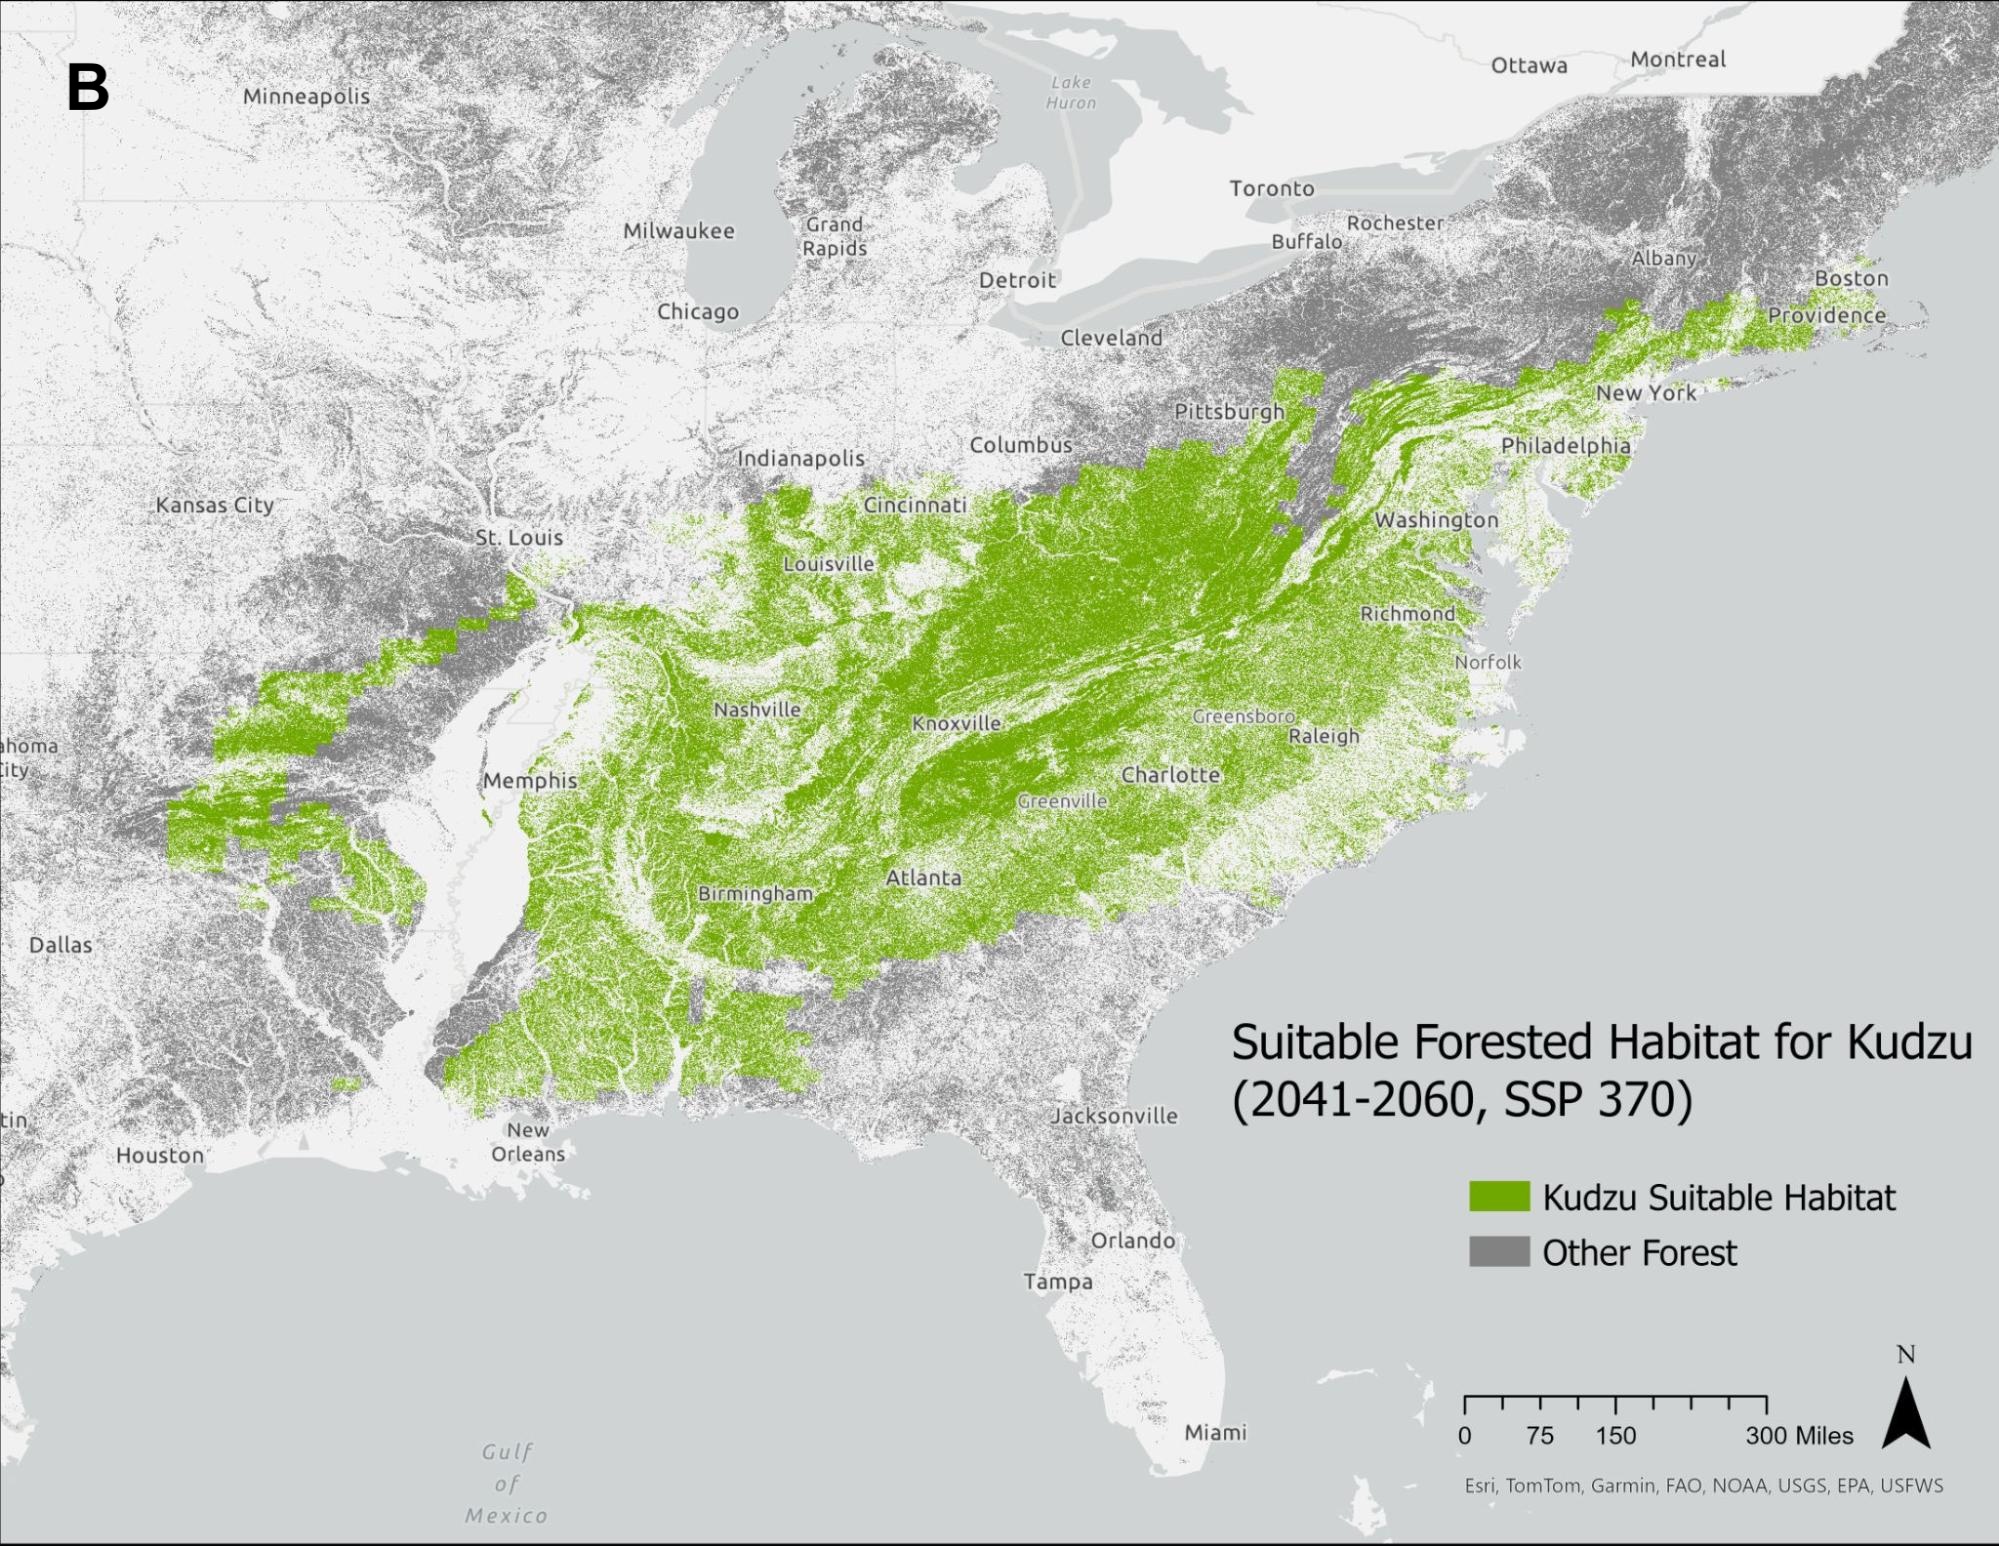 B
Minneapolis
Ottawa
Montreal
Lake
Huron
Toronto
Rochester
Buffalo
Milwaukee
Grand
Rapids
Albany
Boston
Detroit
Chicago
Providence
Cleveland
New York
Pittsburgh
Columbus
Philadelphia
Indianapolis
Kansas City
Cincinnati
Washington
St. Louis
Louisville
Richmond
Norfolk
Nashville
Knoxville
Greensboro
Raleigh
ahoma
City
Memphis
Charlotte
Greenville
Atlanta
Birmingham
Dallas
Suitable Forested Habitat for Kudzu
(2041-2060, SSP 370)
tin
Jacksonville
New
Orleans
Houston
Kudzu Suitable Habitat
Other Forest
Orlando
Tampa
N
Miami
0 75 150 300 Miles
Gulf
of
Mexico
Esri, TomTom, Garmin, FAO, NOAA, USGS, EPA, USFWS